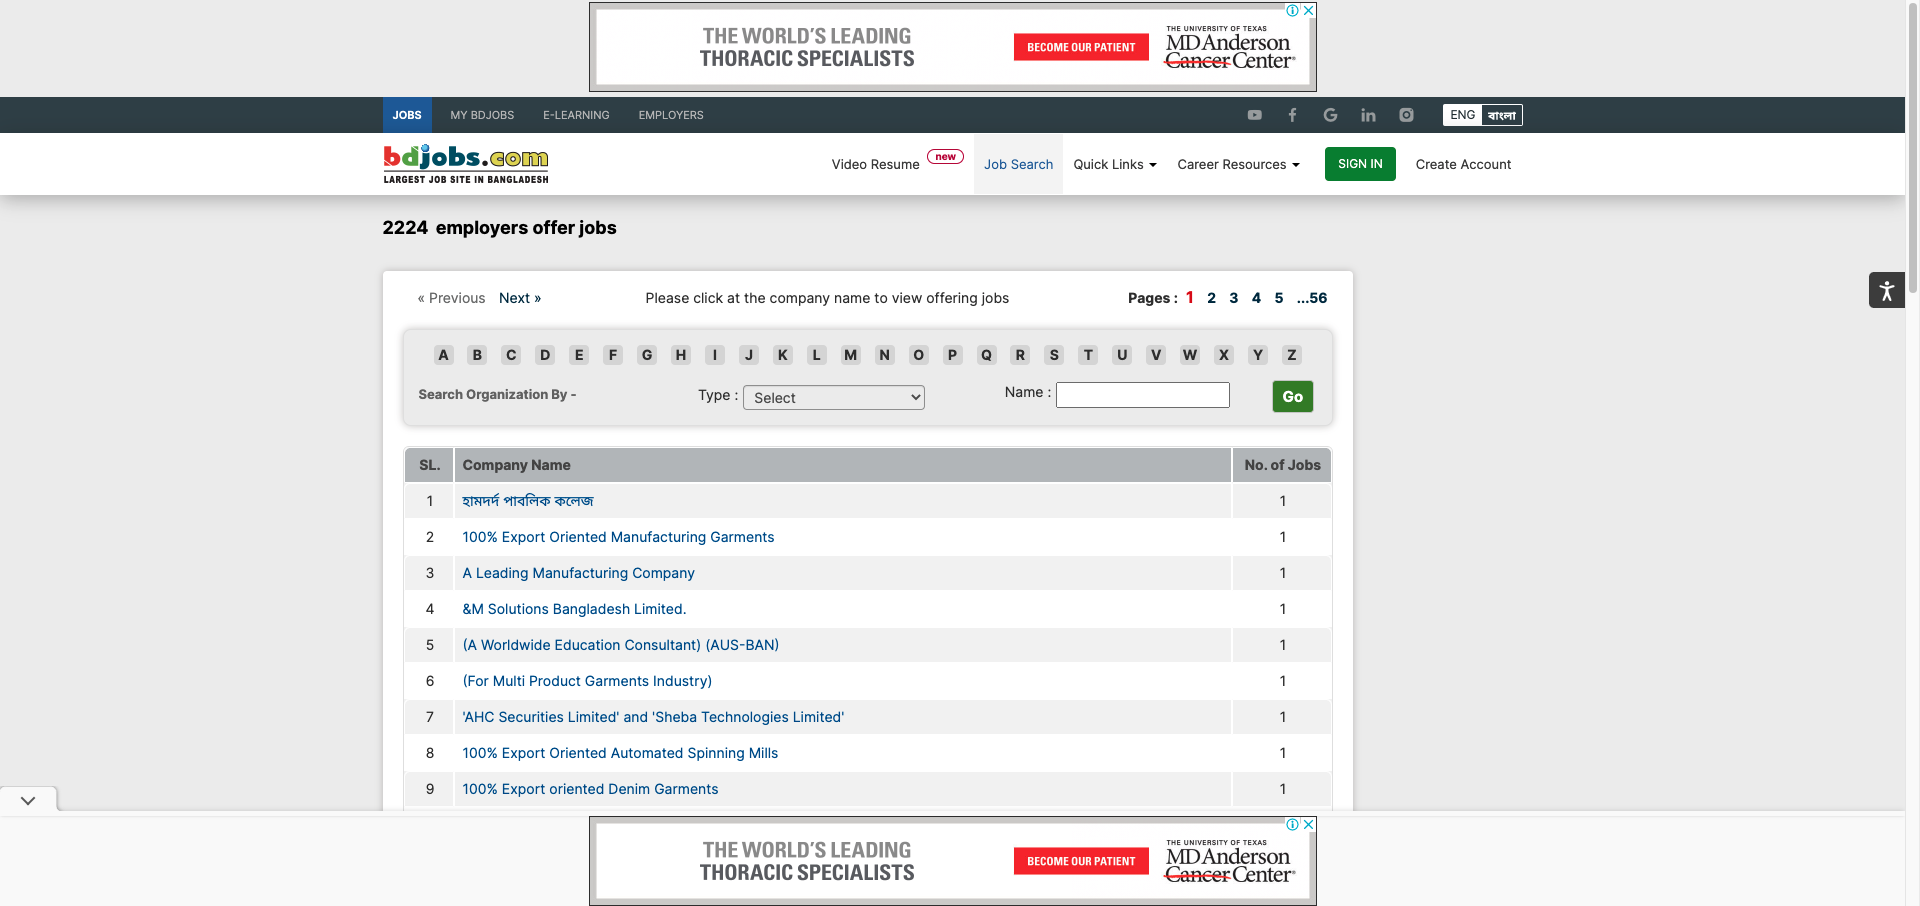 THE WORLD'S LEADING
THORACIC SPECIALISTS
BECOME OUR PATIENT
THE UNIVERSITY OF TEXAS
MD Anderson
Cancer Center
JOBS MY BDJOBS E-LEARNING EMPLOYERS ENG বাংলা
bdjobs.com
LARGEST JOB SITE IN BANGLADESH
Video Resume new Job Search Quick Links Career Resources SIGN IN Create Account
2224 employers offer jobs
« Previous Next » Please click at the company name to view offering jobs Pages : 1 2 3 4 5 ...56
A B C D E F G H I J K L M N O P Q R S T U V W X Y Z
Search Organization By - Type : Select Name : Go
SL. Company Name No. of Jobs
1 হামদর্দ পাবলিক কলেজ 1
2 100% Export Oriented Manufacturing Garments 1
3 A Leading Manufacturing Company 1
4 &M Solutions Bangladesh Limited. 1
5 (A Worldwide Education Consultant) (AUS-BAN) 1
6 (For Multi Product Garments Industry) 1
7 'AHC Securities Limited' and 'Sheba Technologies Limited' 1
8 100% Export Oriented Automated Spinning Mills 1
9 100% Export oriented Denim Garments 1
THE WORLD'S LEADING
THORACIC SPECIALISTS
BECOME OUR PATIENT
THE UNIVERSITY OF TEXAS
MD Anderson
Cancer Center